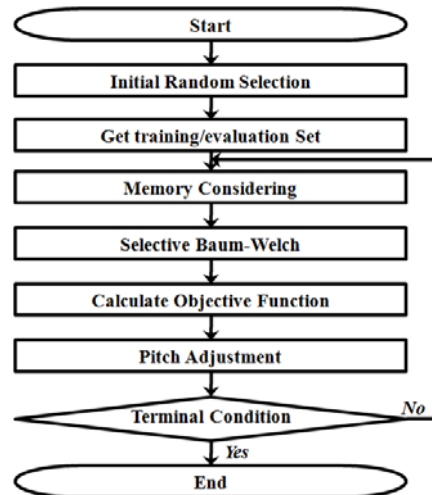 Start
Initial Random Selection
Get training/evaluation Set
Memory Considering
Selective Baum-Welch
Calculate Objective Function
Pitch Adjustment
Terminal Condition
No
Yes
End